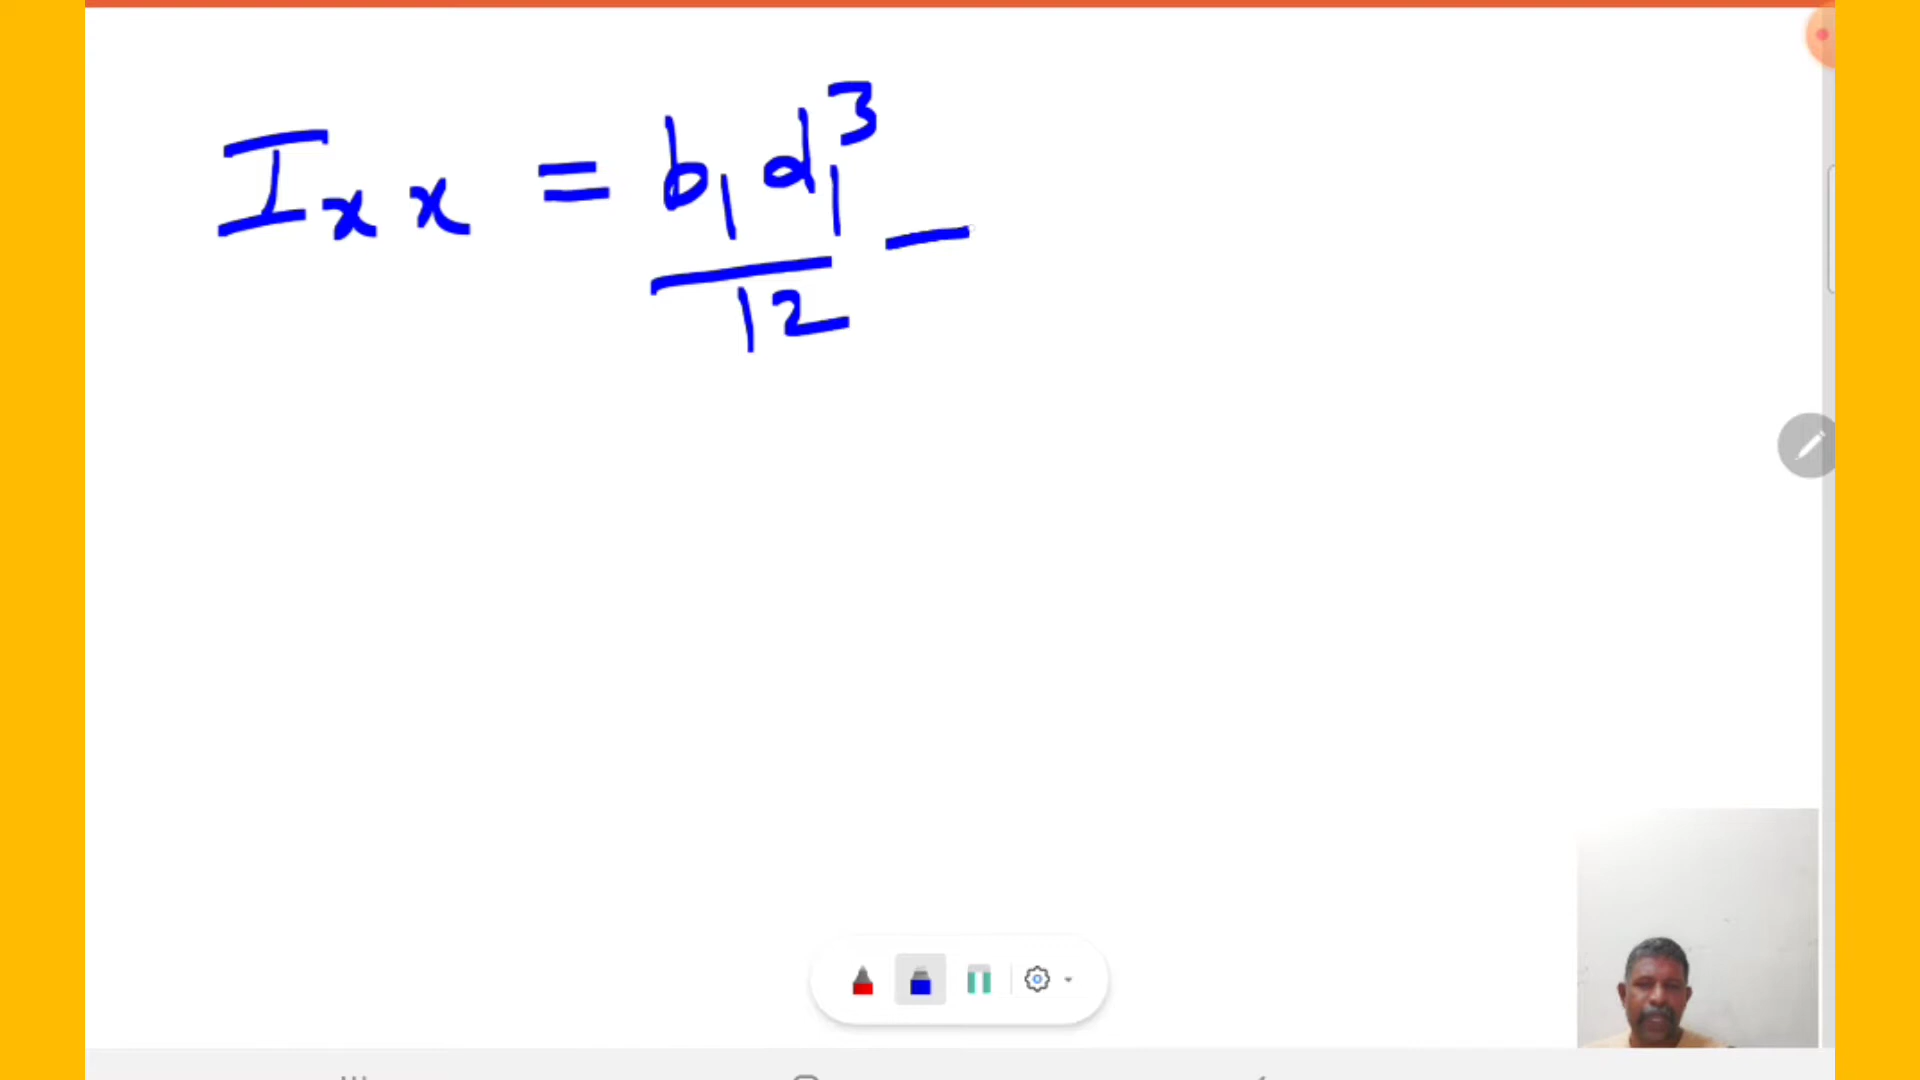 Ixx = b₁d₁³/12 –